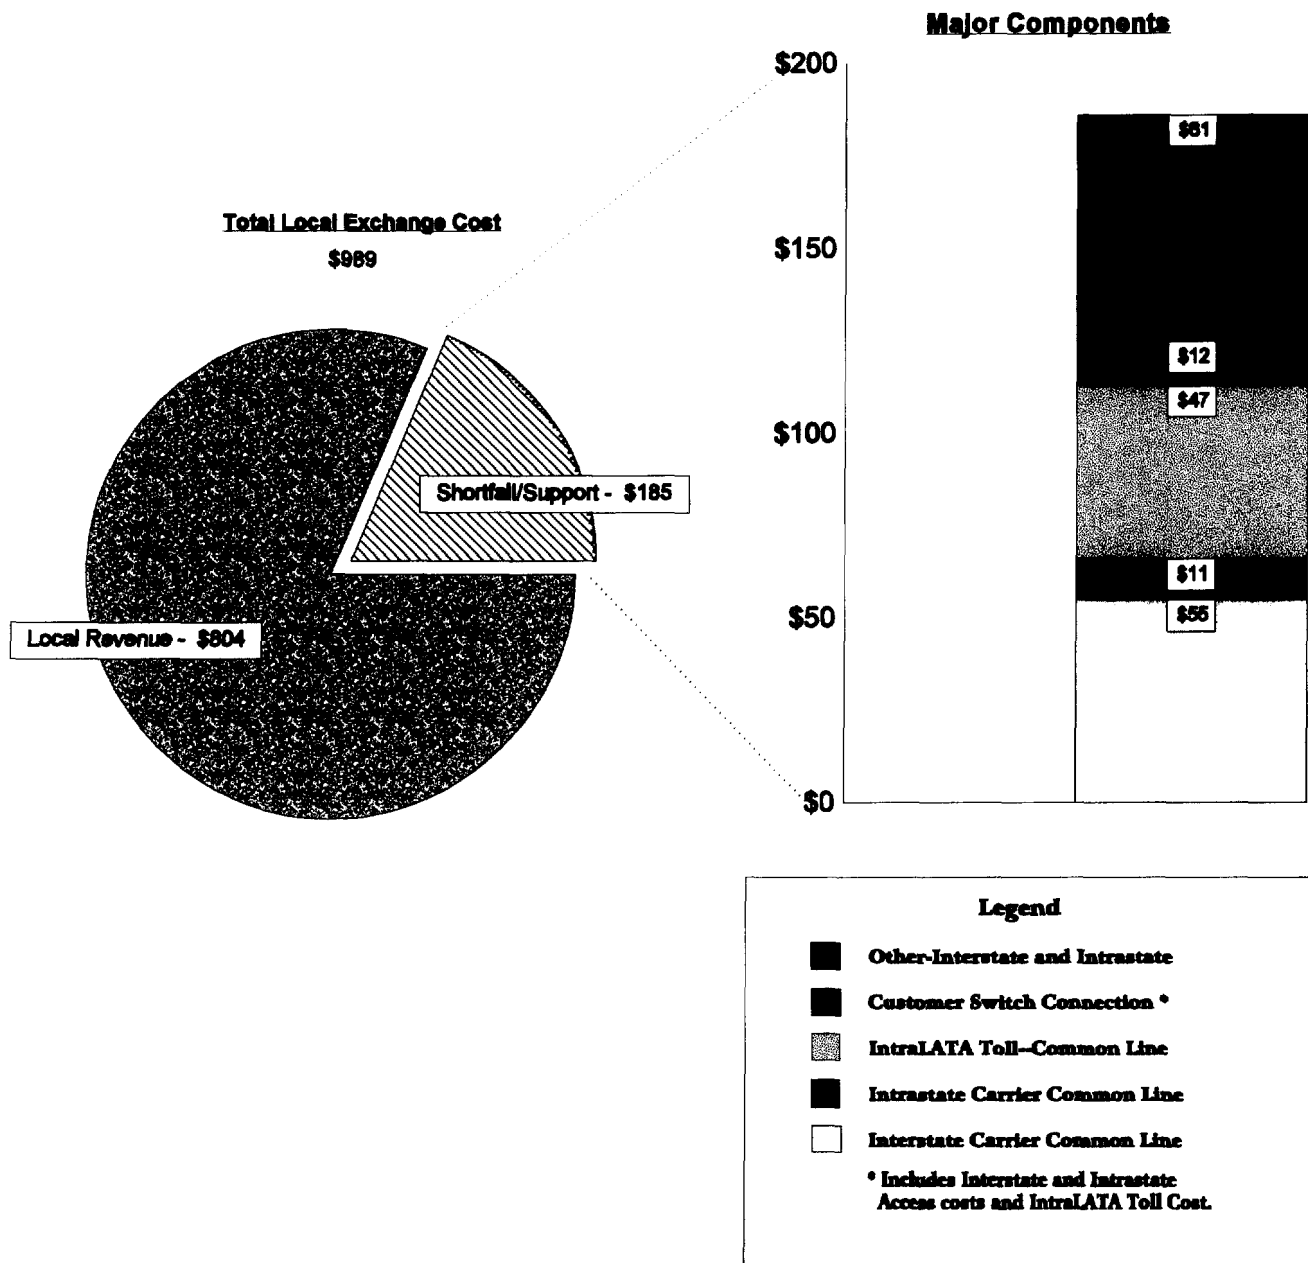 Major Components
$200
$61
Total Local Exchange Cost
$989
$150
$12
$47
$100
Shortfall/Support - $185
$11
$50
$55
Local Revenue - $804
$0
Legend
Other-Interstate and Intrastate
Customer Switch Connection *
IntraLATA Toll--Common Line
Intrastate Carrier Common Line
Interstate Carrier Common Line
* Includes Interstate and Intrastate
Access costs and IntraLATA Toll Cost.